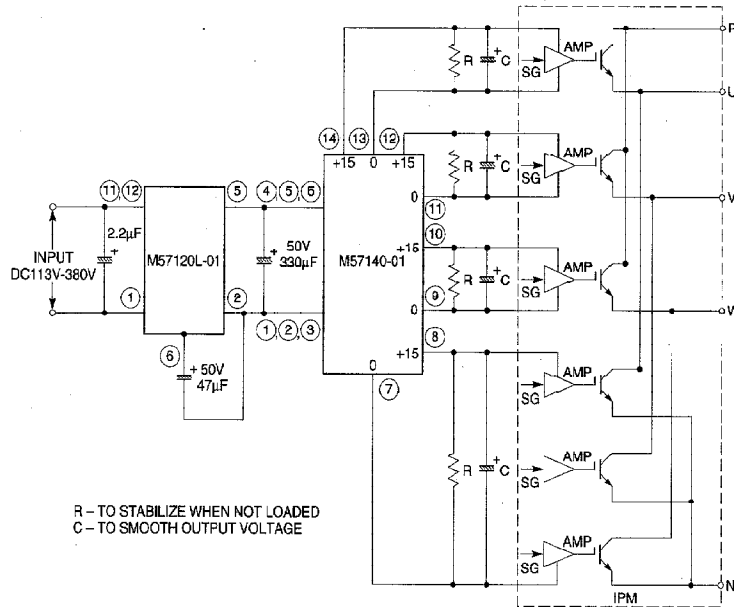 P
R
+
C
AMP
SG
U
14
13
12
+15
0
+15
R
+
C
AMP
SG
V
0
11
11, 12
5
4, 5, 6
2.2μF
+
INPUT
DC113V-380V
M57120L-01
50V
330μF
+
M57140-01
10
+15
R
+
C
AMP
SG
9
0
W
1
2
1, 2, 3
+15
8
0
7
6
+ 50V
47μF
AMP
SG
R
+
C
AMP
SG
AMP
SG
N
IPM
R – TO STABILIZE WHEN NOT LOADED
C – TO SMOOTH OUTPUT VOLTAGE